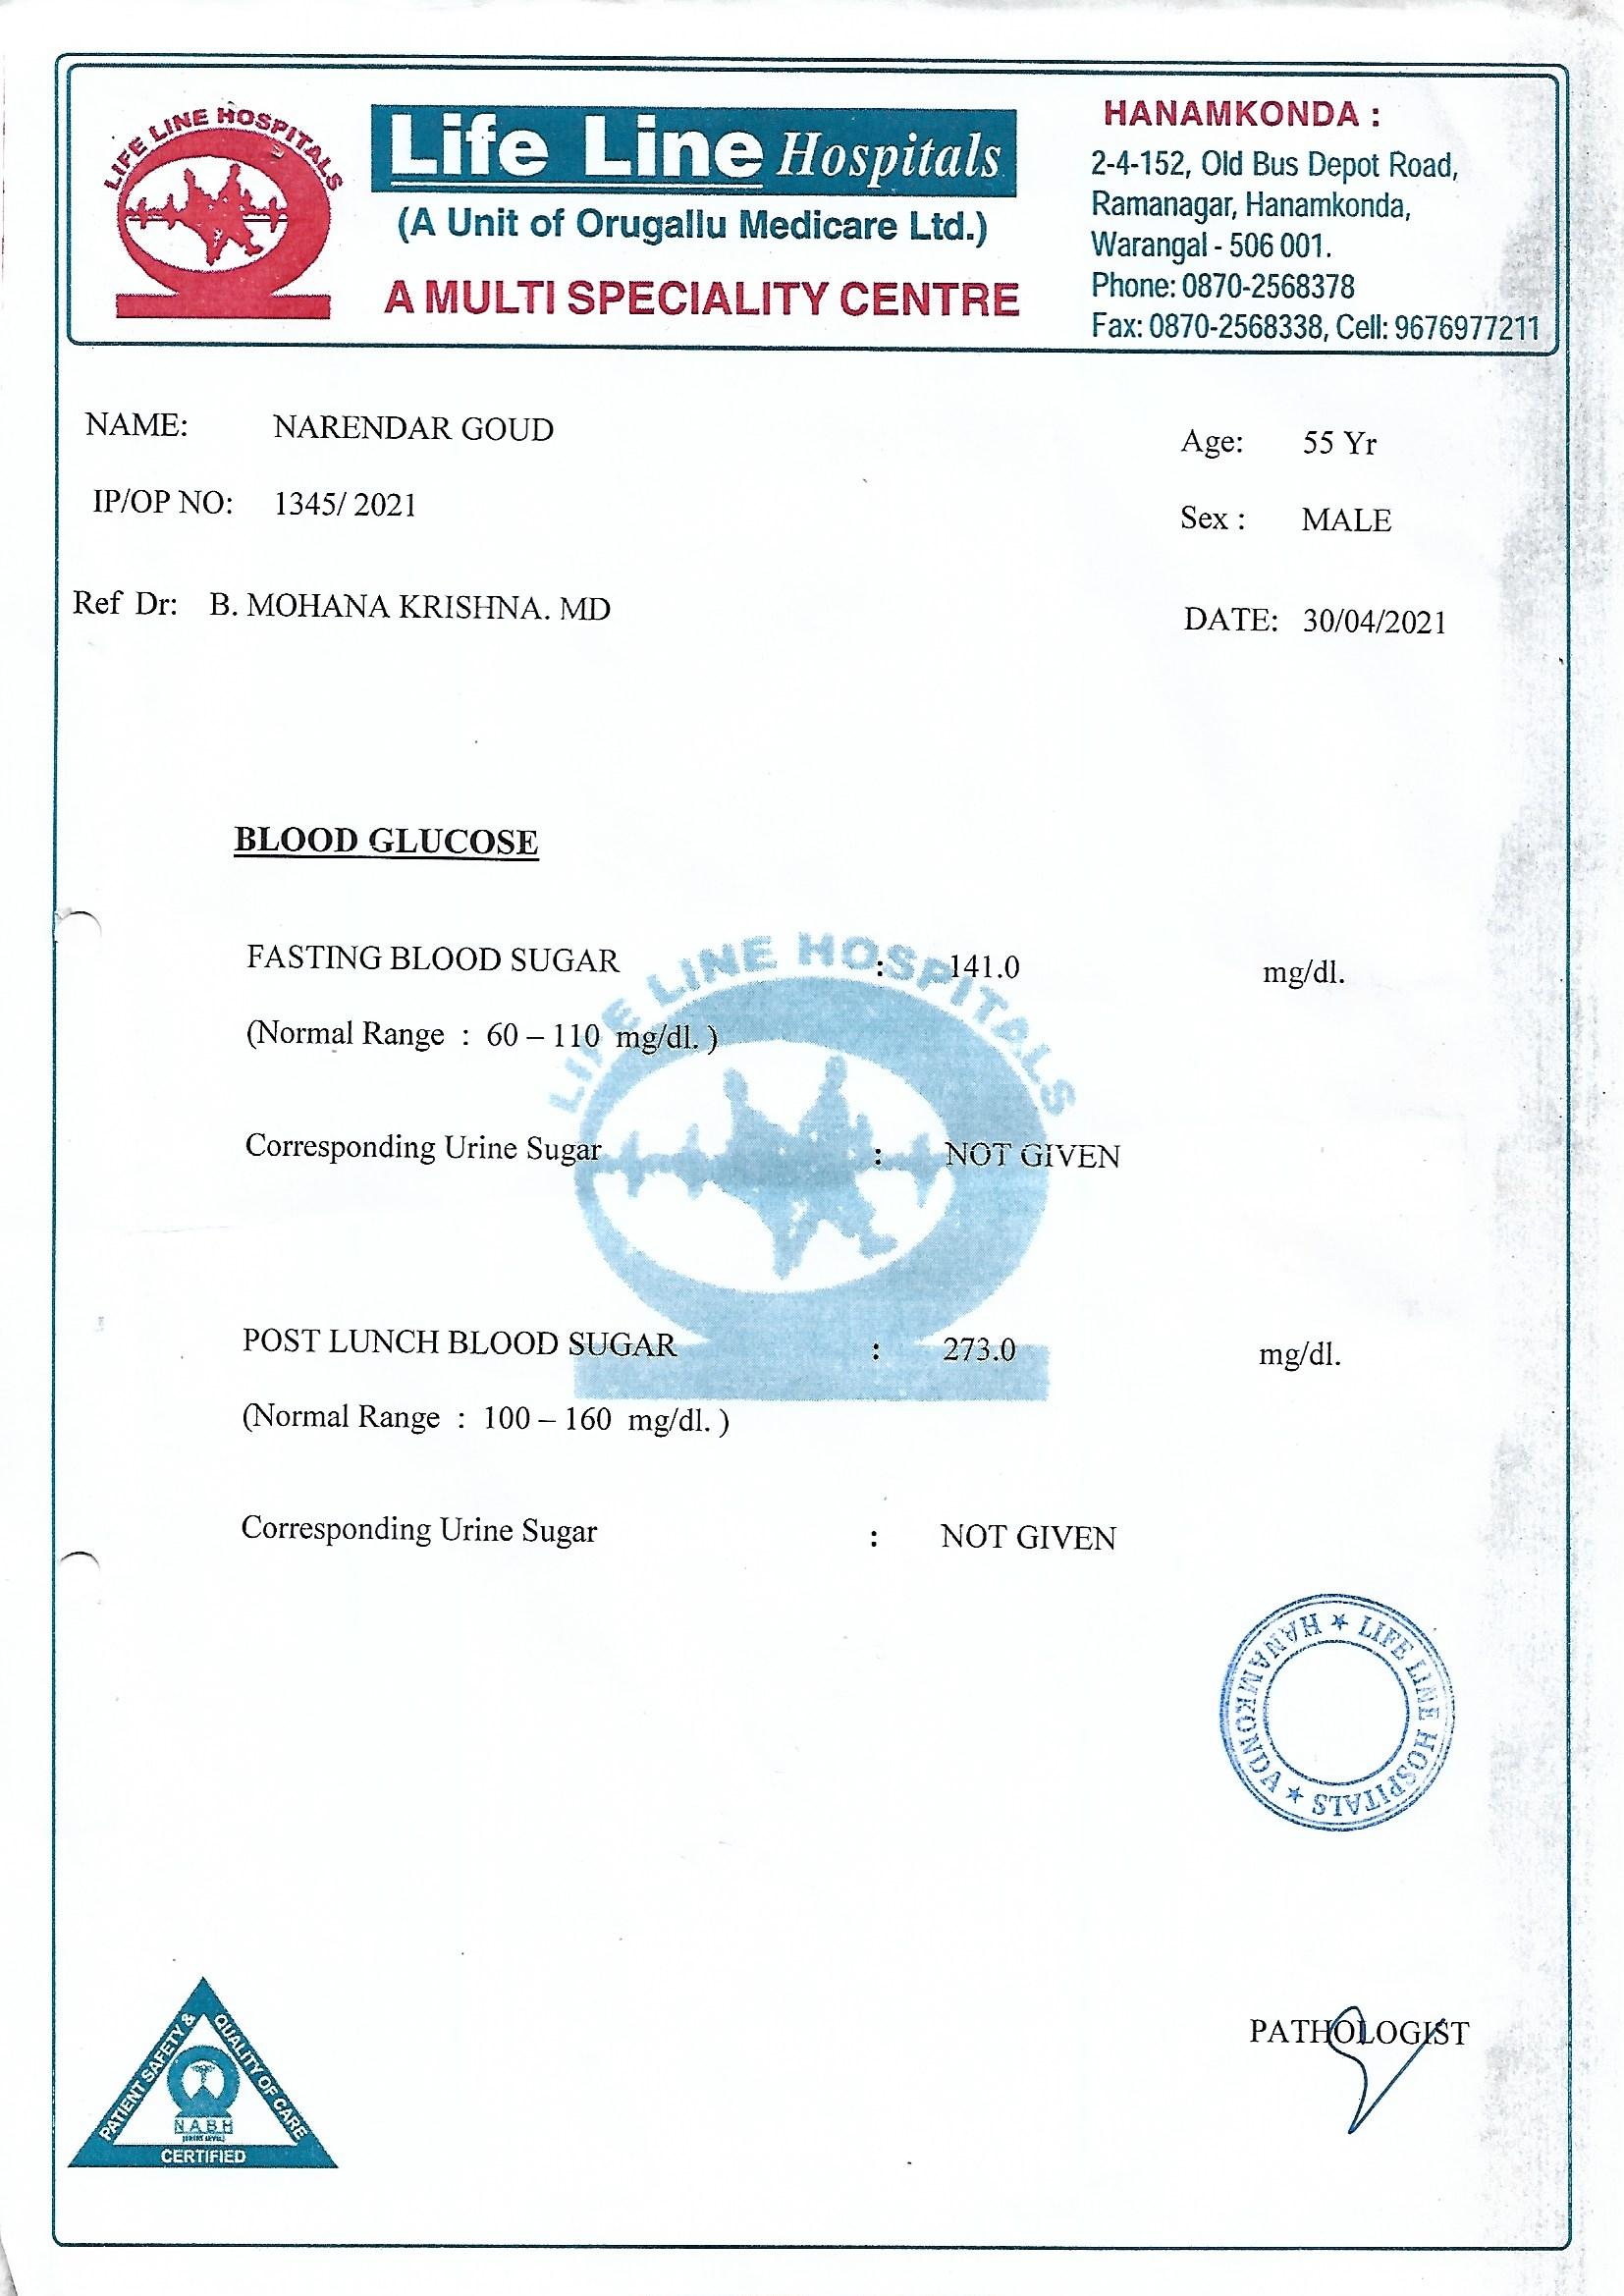 LIFE LINE HOSPITALS
Life Line Hospitals
(A Unit of Orugallu Medicare Ltd.)
A MULTI SPECIALITY CENTRE
HANAMKONDA :
2-4-152, Old Bus Depot Road,
Ramanagar, Hanamkonda,
Warangal - 506 001.
Phone: 0870-2568378
Fax: 0870-2568338, Cell: 9676977211
NAME: NARENDAR GOUD
Age: 55 Yr
IP/OP NO: 1345/ 2021
Sex : MALE
Ref Dr: B. MOHANA KRISHNA. MD
DATE: 30/04/2021
BLOOD GLUCOSE
LIFE LINE HOSPITALS
FASTING BLOOD SUGAR : 141.0 mg/dl.
(Normal Range : 60 – 110 mg/dl. )
Corresponding Urine Sugar : NOT GIVEN
POST LUNCH BLOOD SUGAR : 273.0 mg/dl.
(Normal Range : 100 – 160 mg/dl. )
Corresponding Urine Sugar : NOT GIVEN
LIFE LINE HOSPITALS ★ HANAMKONDA ★
PATHOLOGIST
PATIENT SAFETY & QUALITY OF CARE
NABH
CERTIFIED